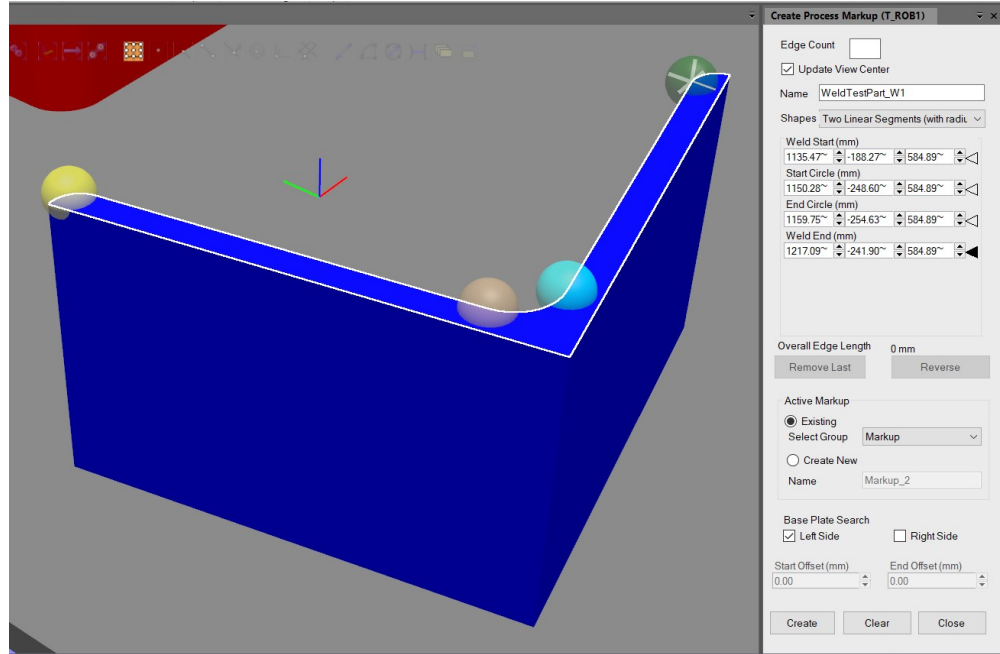 Create Process Markup (T_ROB1)
Edge Count
Update View Center
Name WeldTestPart_W1
Shapes Two Linear Segments (with radiu
Weld Start (mm)
1135.47~ -188.27~ 584.89~
Start Circle (mm)
1150.28~ -248.60~ 584.89~
End Circle (mm)
1159.75~ -254.63~ 584.89~
Weld End (mm)
1217.09~ -241.90~ 584.89~
Overall Edge Length 0 mm
Remove Last Reverse
Active Markup
Existing
Select Group Markup
Create New
Name Markup_2
Base Plate Search
Left Side Right Side
Start Offset (mm) End Offset (mm)
0.00 0.00
Create Clear Close